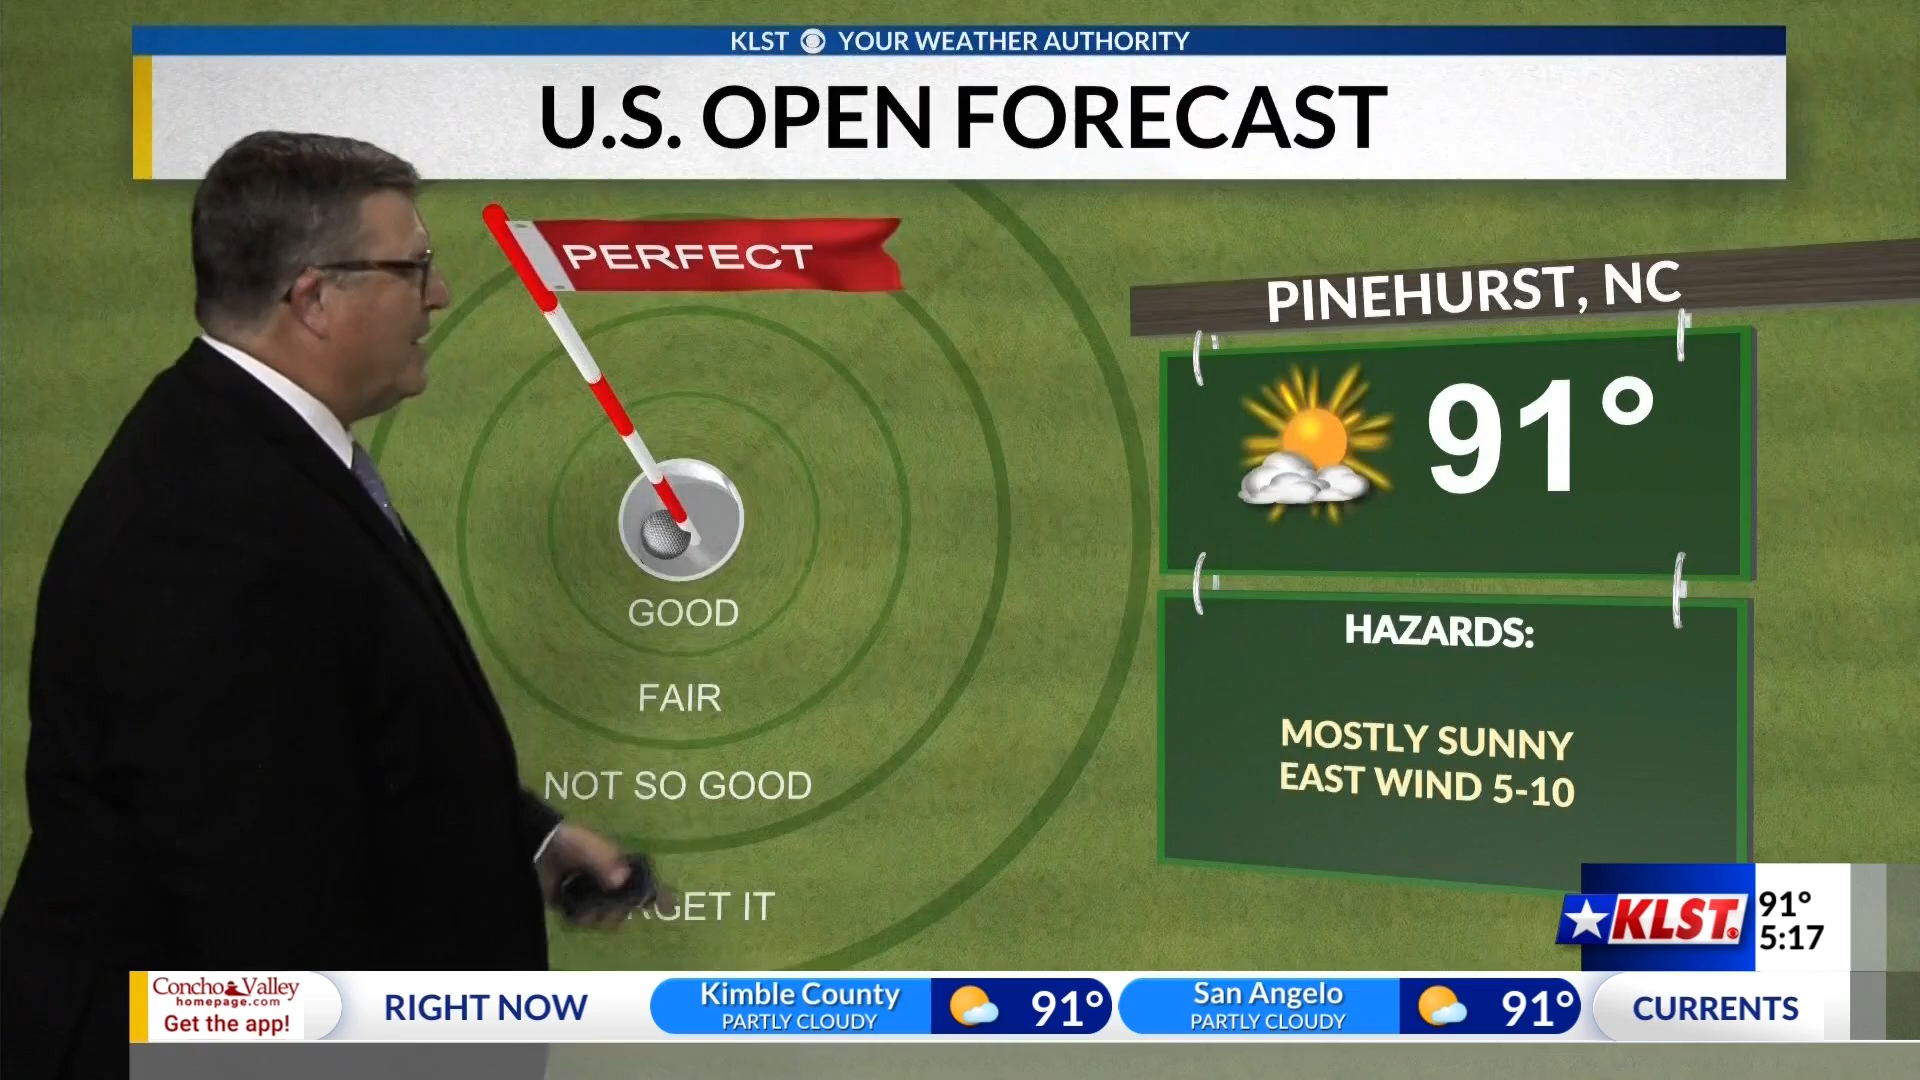 KLST YOUR WEATHER AUTHORITY
U.S. OPEN FORECAST
PERFECT
GOOD
FAIR
NOT SO GOOD
GET IT
PINEHURST, NC
91°
HAZARDS:
MOSTLY SUNNY
EAST WIND 5-10
KLST
91°
5:17
Concho Valley
homepage.com
Get the app!
RIGHT NOW
Kimble County
PARTLY CLOUDY
91°
San Angelo
PARTLY CLOUDY
91°
CURRENTS